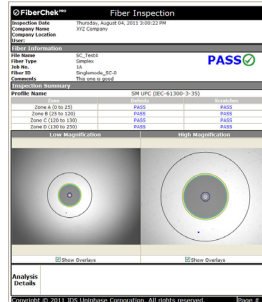 FiberChek PRO Fiber Inspection
Inspection Date Thursday, August 04, 2011 3:00:22 PM
Company Name XYZ Company
Company Location
User:
Fiber Information
File Name SC_Test4
Fiber Type Simplex
Job No. 1A
Fiber ID Singlemode_SC-0
Comments This one is good
PASS
Inspection Summary
Profile Name SM UPC (IEC-61300-3-35)
Zone Defects Scratches
Zone A (0 to 25) PASS PASS
Zone B (25 to 120) PASS PASS
Zone C (120 to 130) PASS PASS
Zone D (130 to 250) PASS PASS
Low Magnification High Magnification
Show Overlays Show Overlays
Analysis
Details
Copyright © 2011 JDS Uniphase Corporation. All rights reserved. Page #